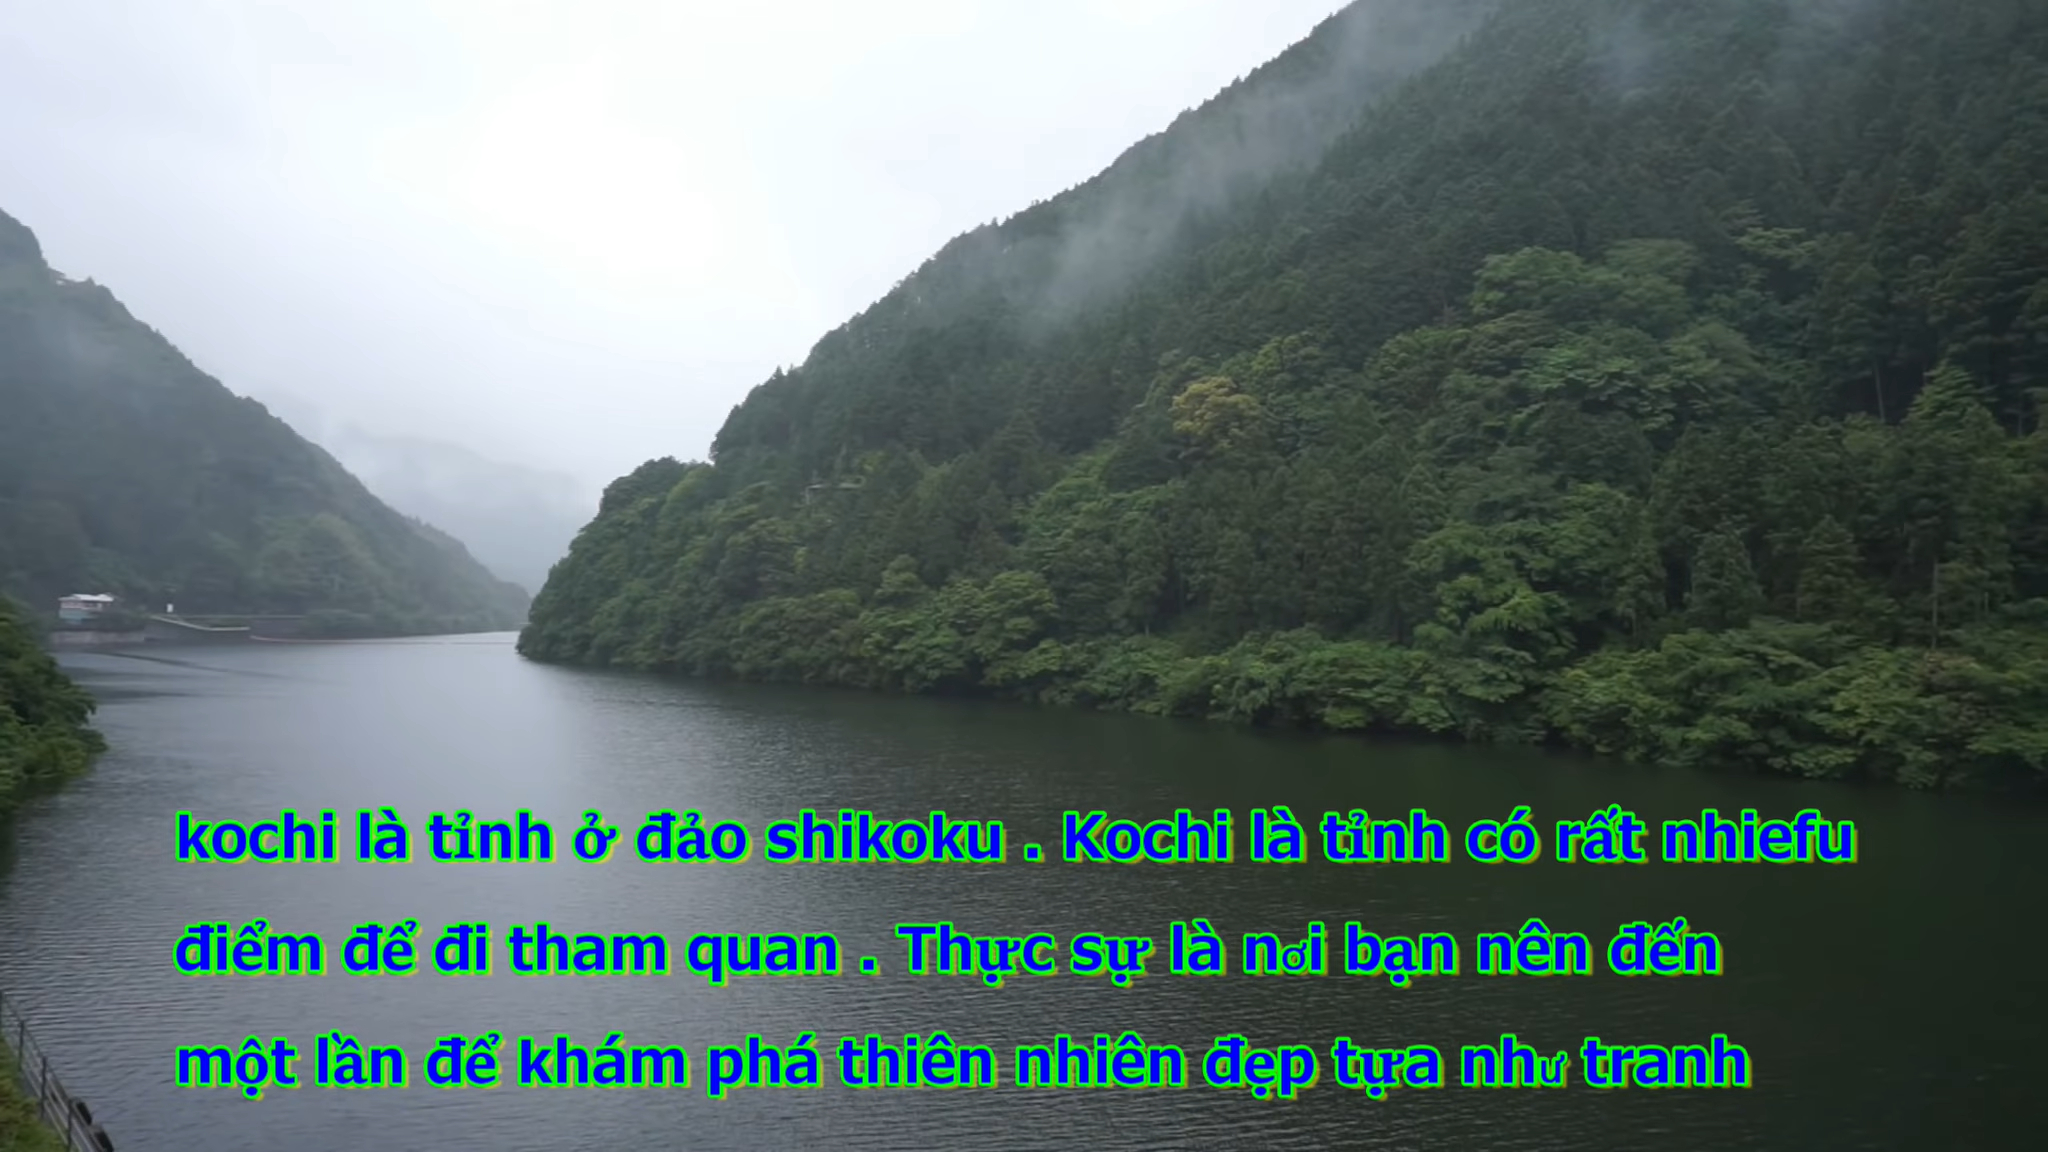 kochi là tỉnh ở đảo shikoku . Kochi là tỉnh có rất nhiefu
điểm để đi tham quan . Thực sự là nơi bạn nên đến
một lần để khám phá thiên nhiên đẹp tựa như tranh